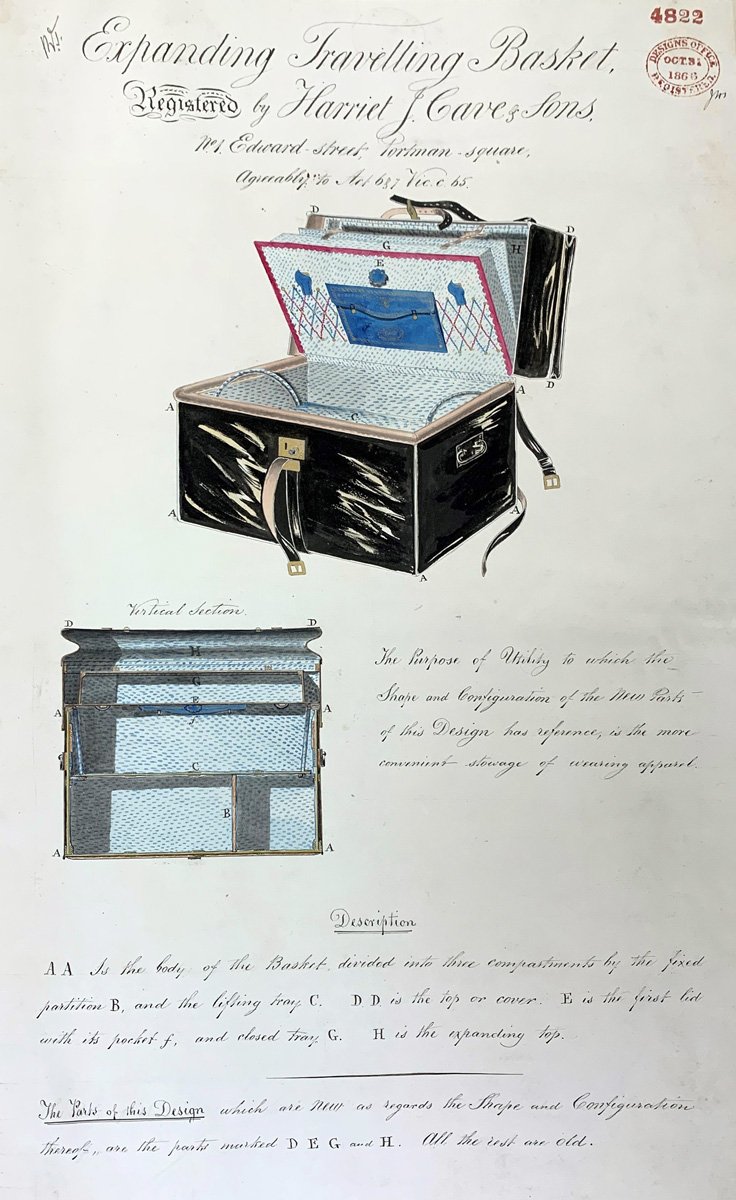 4822
DESIGNS OFFICE
OCT. 31
1866
REGISTERED
Expanding Travelling Basket,
Registered by Harriet J. Cave & Sons,
No. 1, Edward-street, Portman-square,
Agreeably to Act 6 & 7 Vic. c. 65.
D
D
G
H
E
D
A
A
C
A
A
A
Vertical Section.
D D
H
G
E
A A
f
C
B
A A
The Purpose of Utility to which the
Shape and Configuration of the New Parts
of this Design has reference, is the more
convenient stowage of wearing apparel.
Description
A A Is the body of the Basket, divided into three compartments by the fixed
partition B, and the lifting tray C. D D is the top or cover. E is the first lid
with its pocket f, and closed tray G. H is the expanding top.
The Parts of this Design which are New as regards the Shape and Configuration
thereof, are the parts marked D E G and H. All the rest are old.